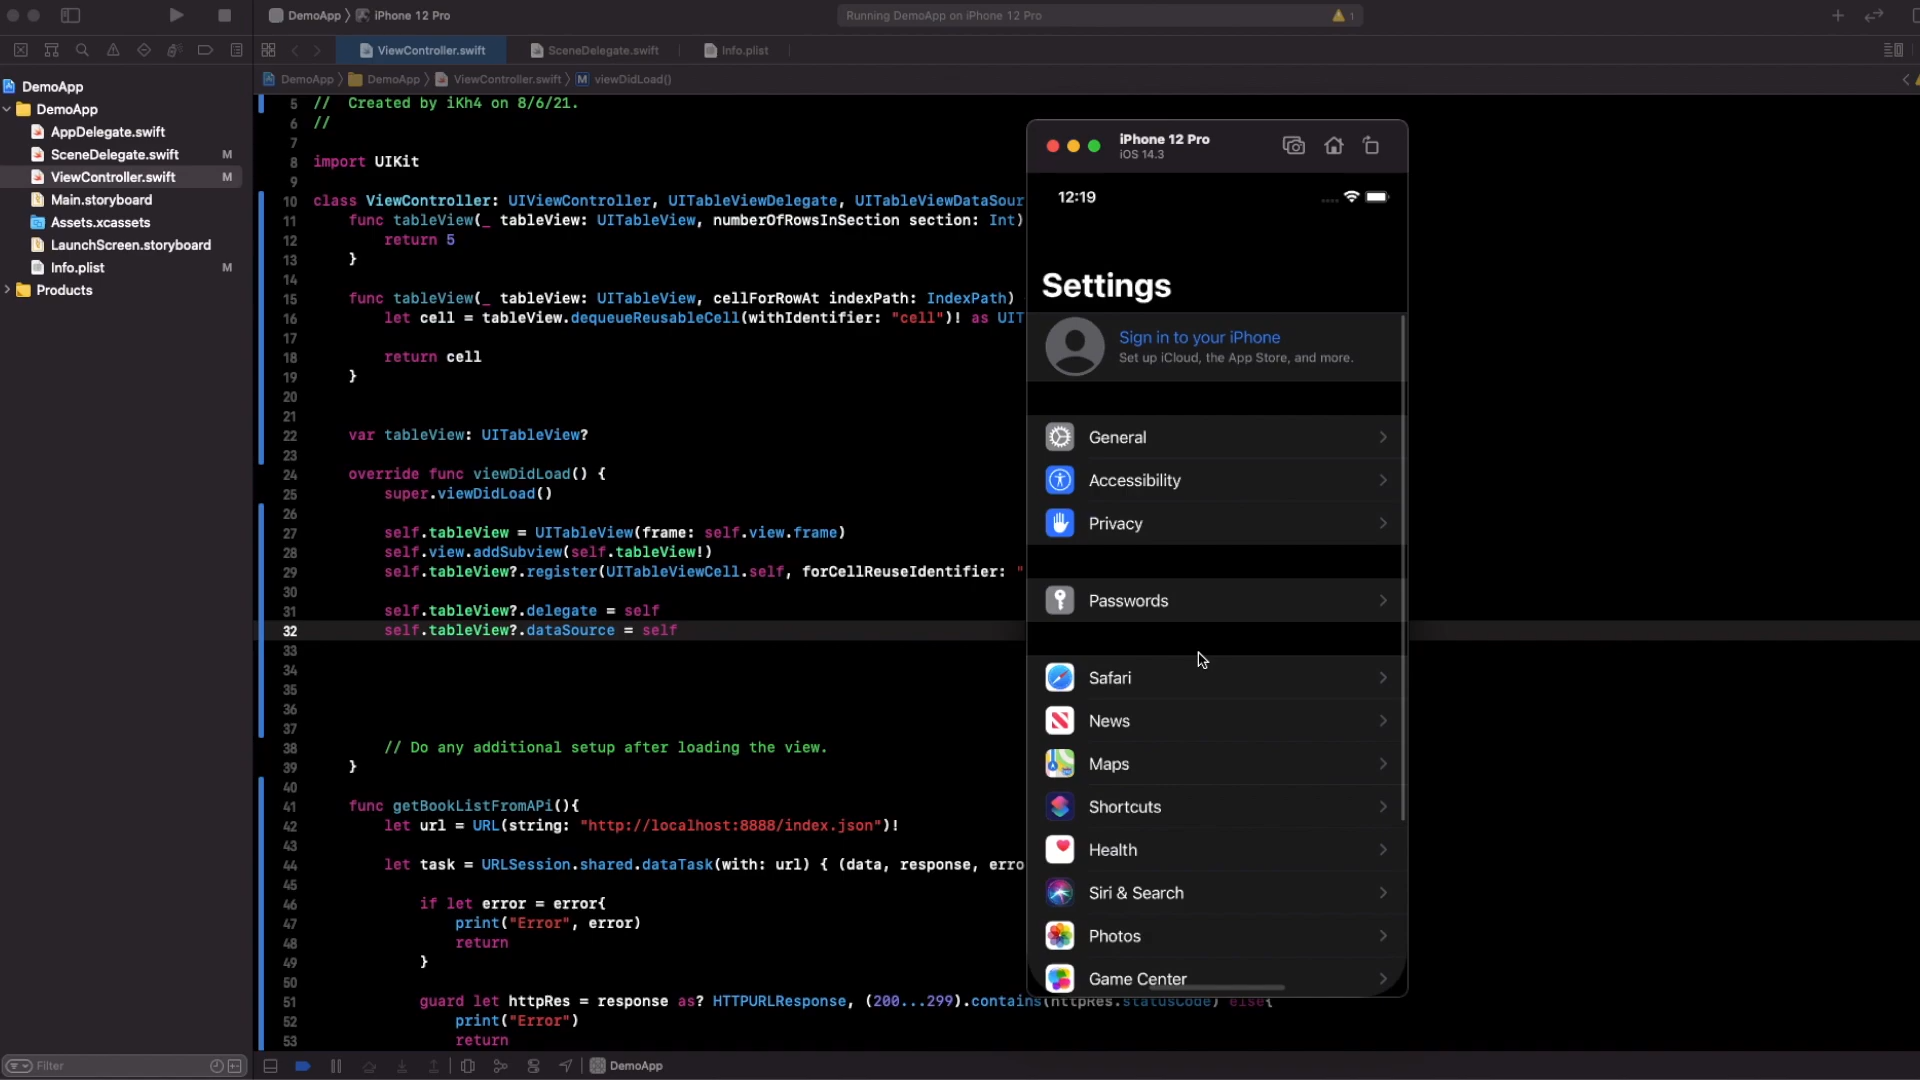 DemoApp 〉 iPhone 12 Pro
Running DemoApp on iPhone 12 Pro
1
ViewController.swift
SceneDelegate.swift
Info.plist
DemoApp 〉 DemoApp 〉 ViewController.swift 〉 M viewDidLoad()
DemoApp
DemoApp
AppDelegate.swift
SceneDelegate.swift M
ViewController.swift M
Main.storyboard
Assets.xcassets
LaunchScreen.storyboard
Info.plist M
Products
5 // Created by iKh4 on 8/6/21.
6 //
7
8 import UIKit
9
10 class ViewController: UIViewController, UITableViewDelegate, UITableViewDataSour
11 func tableView(_ tableView: UITableView, numberOfRowsInSection section: Int)
12 return 5
13 }
14
15 func tableView(_ tableView: UITableView, cellForRowAt indexPath: IndexPath)
16 let cell = tableView.dequeueReusableCell(withIdentifier: "cell")! as UIT
17
18 return cell
19 }
20
21
22 var tableView: UITableView?
23
24 override func viewDidLoad() {
25 super.viewDidLoad()
26
27 self.tableView = UITableView(frame: self.view.frame)
28 self.view.addSubview(self.tableView!)
29 self.tableView?.register(UITableViewCell.self, forCellReuseIdentifier: "
30
31 self.tableView?.delegate = self
32 self.tableView?.dataSource = self
33
34
35
36
37
38 // Do any additional setup after loading the view.
39 }
40
41 func getBookListFromAPi(){
42 let url = URL(string: "http://localhost:8888/index.json")!
43
44 let task = URLSession.shared.dataTask(with: url) { (data, response, erro
45
46 if let error = error{
47 print("Error", error)
48 return
49 }
50
51 guard let httpRes = response as? HTTPURLResponse, (200...299).contains(httpRes.statusCode) else{
52 print("Error")
53 return
iPhone 12 Pro
iOS 14.3
12:19
Settings
Sign in to your iPhone
Set up iCloud, the App Store, and more.
General
Accessibility
Privacy
Passwords
Safari
News
Maps
Shortcuts
Health
Siri & Search
Photos
Game Center
Filter
DemoApp